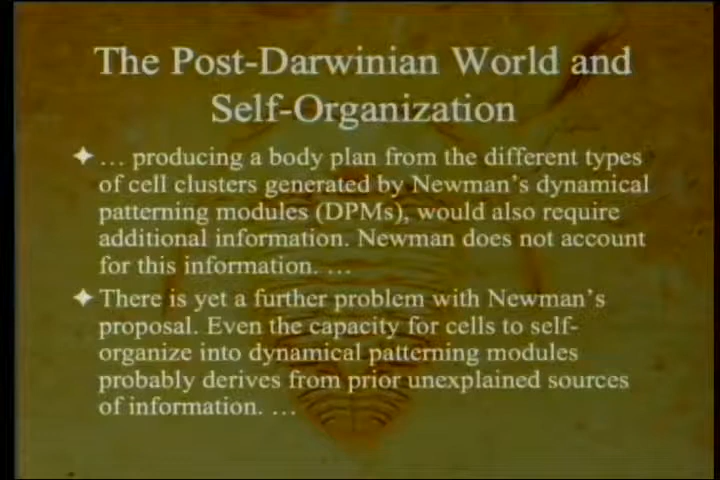 The Post-Darwinian World and
Self-Organization
… producing a body plan from the different types
of cell clusters generated by Newman's dynamical
patterning modules (DPMs), would also require
additional information. Newman does not account
for this information. …
There is yet a further problem with Newman's
proposal. Even the capacity for cells to self-
organize into dynamical patterning modules
probably derives from prior unexplained sources
of information. …